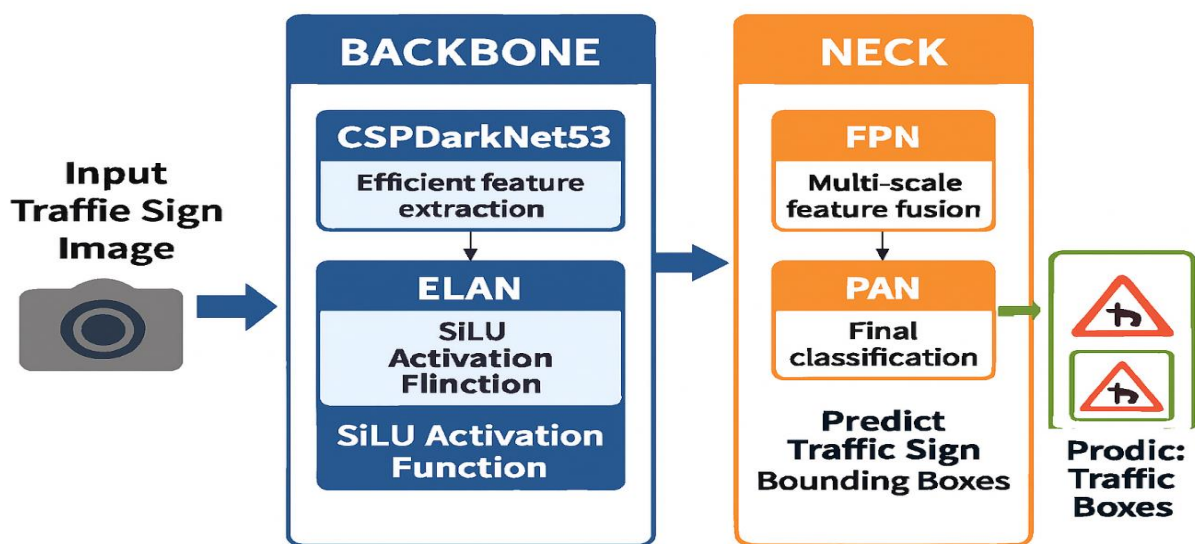 Input
Traffie Sign
Image
BACKBONE
CSPDarkNet53
Efficient feature
extraction
ELAN
SiLU
Activation
Flinction
SiLU Activation
Function
NECK
FPN
Multi-scale
feature fusion
PAN
Final
classification
Predict
Traffic Sign
Bounding Boxes
Prodic:
Traffic
Boxes